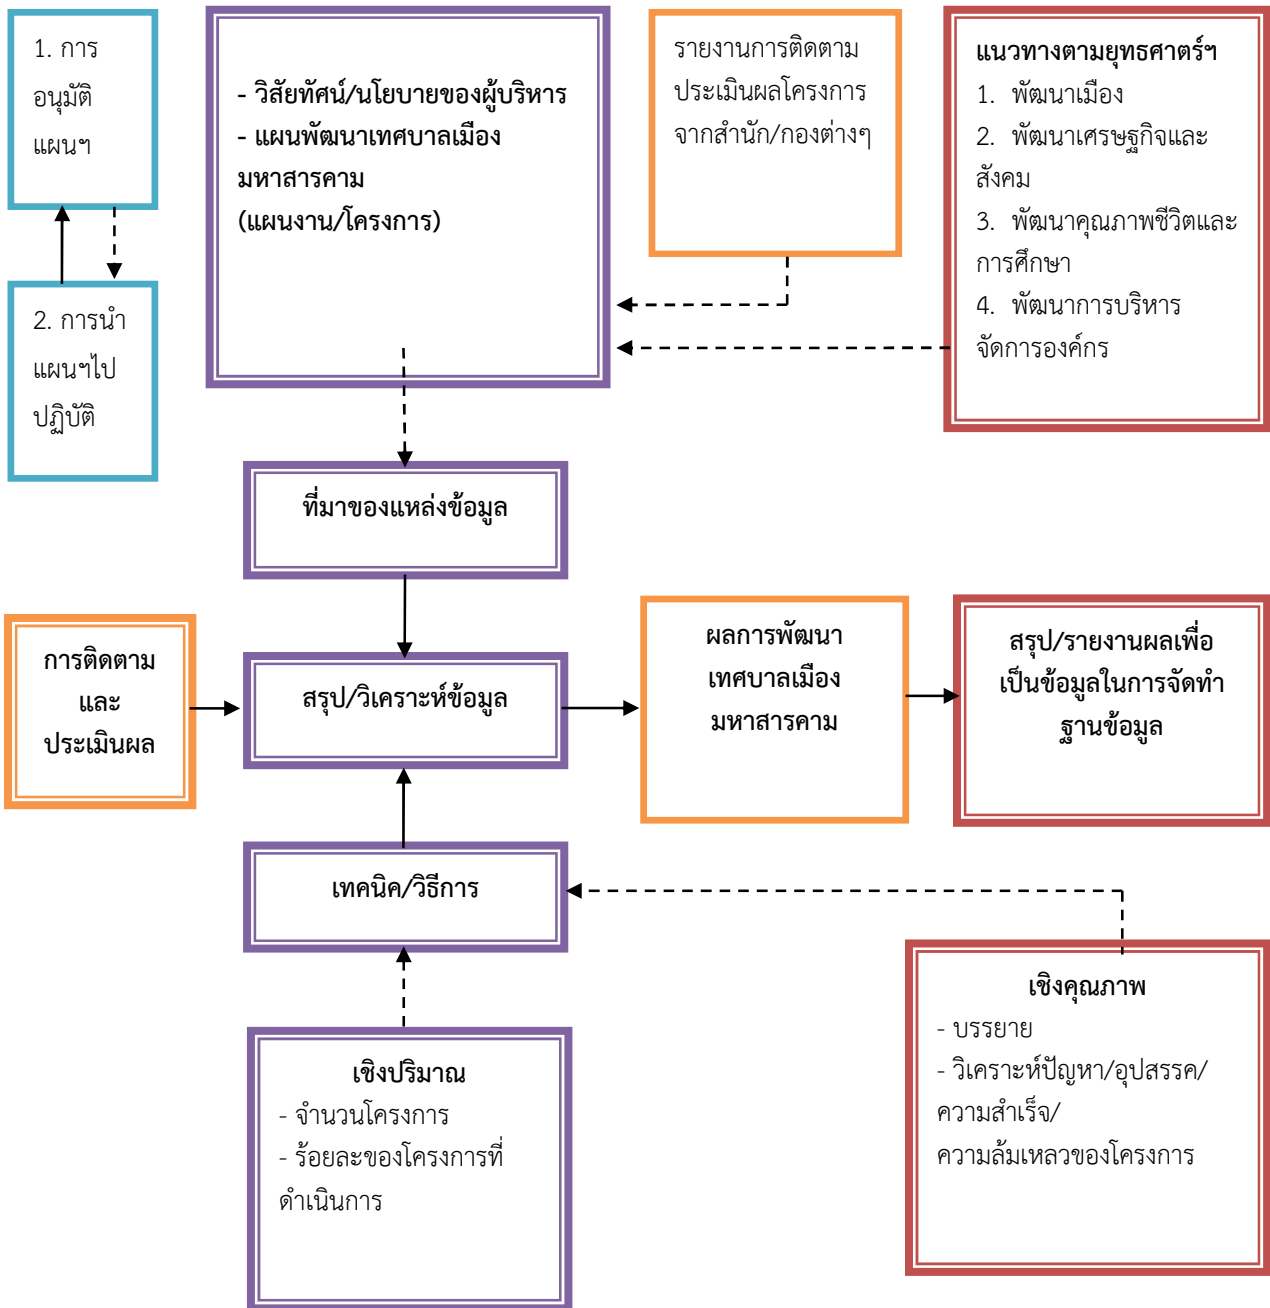 1. การ
อนุมัติ
แผนฯ
2. การนำ
แผนฯไป
ปฏิบัติ
- วิสัยทัศน์/นโยบายของผู้บริหาร
- แผนพัฒนาเทศบาลเมือง
มหาสารคาม
(แผนงาน/โครงการ)
รายงานการติดตาม
ประเมินผลโครงการ
จากสำนัก/กองต่างๆ
แนวทางตามยุทธศาตร์ฯ
1. พัฒนาเมือง
2. พัฒนาเศรษฐกิจและ
สังคม
3. พัฒนาคุณภาพชีวิตและ
การศึกษา
4. พัฒนาการบริหาร
จัดการองค์กร
ที่มาของแหล่งข้อมูล
การติดตาม
และ
ประเมินผล
สรุป/วิเคราะห์ข้อมูล
ผลการพัฒนา
เทศบาลเมือง
มหาสารคาม
สรุป/รายงานผลเพื่อ
เป็นข้อมูลในการจัดทำ
ฐานข้อมูล
เทคนิค/วิธีการ
เชิงปริมาณ
- จำนวนโครงการ
- ร้อยละของโครงการที่
ดำเนินการ
เชิงคุณภาพ
- บรรยาย
- วิเคราะห์ปัญหา/อุปสรรค/
ความสำเร็จ/
ความล้มเหลวของโครงการ